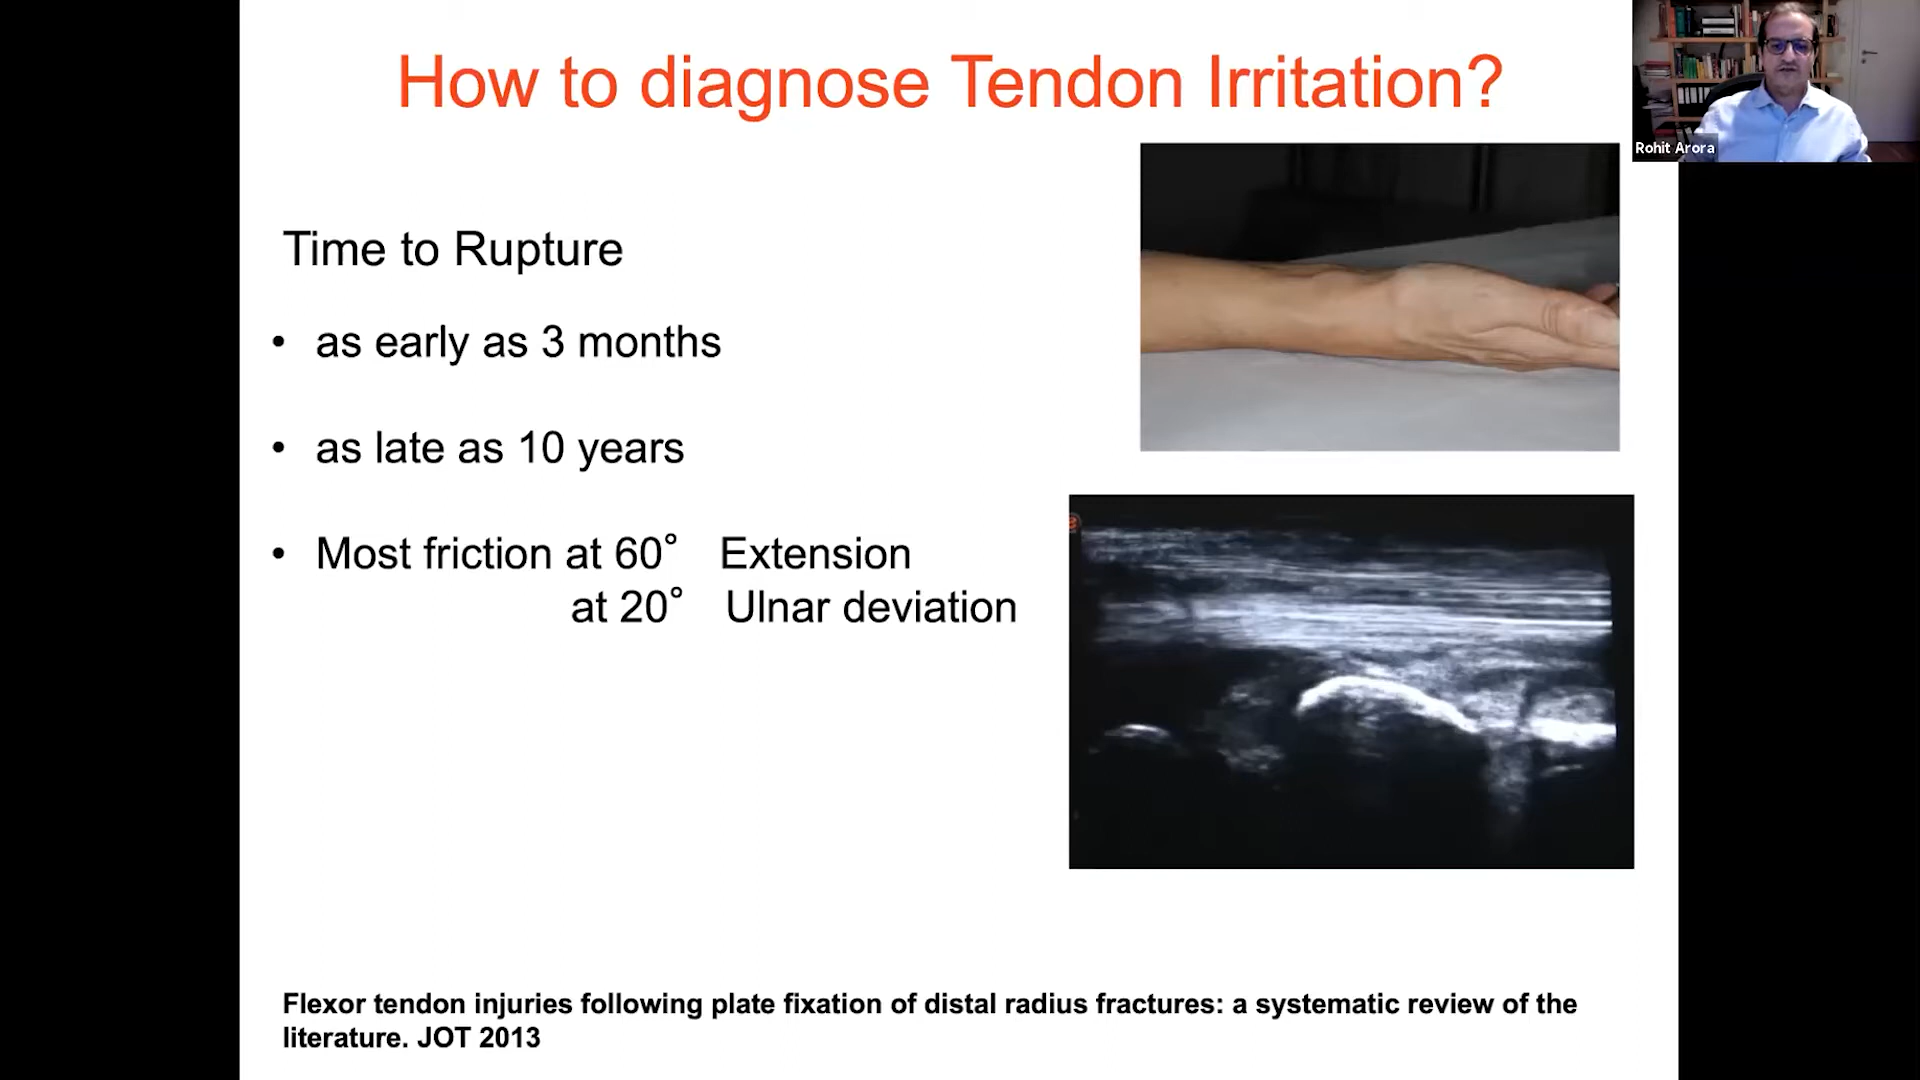 How to diagnose Tendon Irritation?
Rohit Arora
Time to Rupture
• as early as 3 months
• as late as 10 years
• Most friction at 60° Extension
at 20° Ulnar deviation
Flexor tendon injuries following plate fixation of distal radius fractures: a systematic review of the
literature. JOT 2013